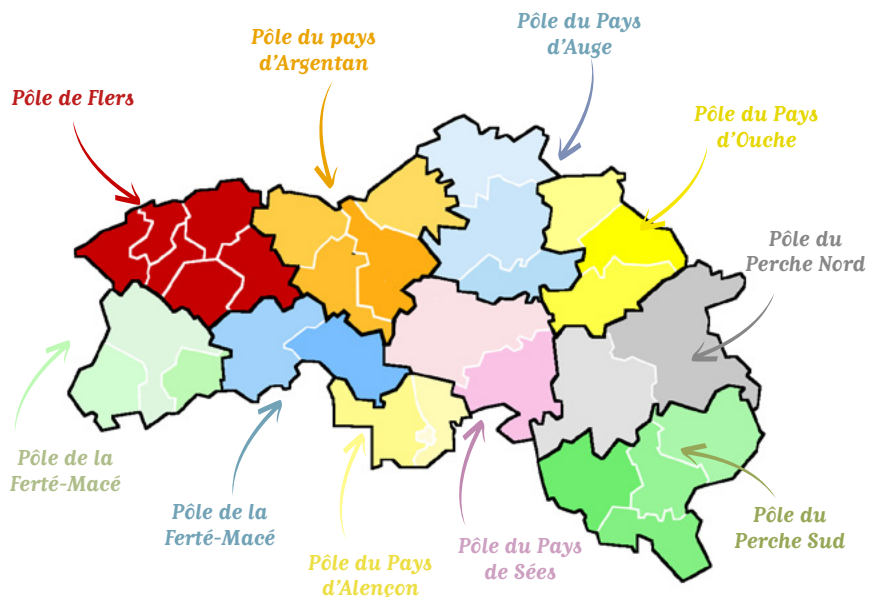 Pôle du Pays
d'Auge
Pôle du pays
d'Argentan
Pôle de Flers
Pôle du Pays
d'Ouche
Pôle du
Perche Nord
Pôle de la
Ferté-Macé
Pôle de la
Ferté-Macé
Pôle du Pays
d'Alençon
Pôle du Pays
de Sées
Pôle du
Perche Sud